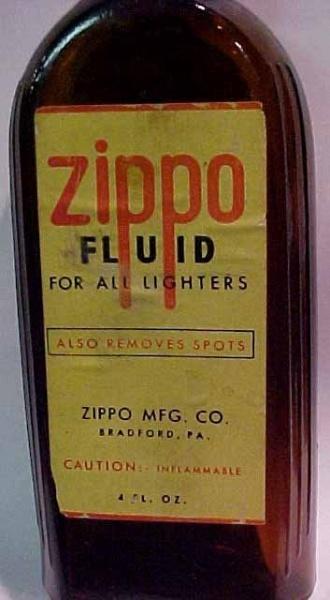 zippo
FLUID
FOR ALL LIGHTERS
ALSO REMOVES SPOTS
ZIPPO MFG. CO.
BRADFORD, PA.
CAUTION:- INFLAMMABLE
4 FL. OZ.